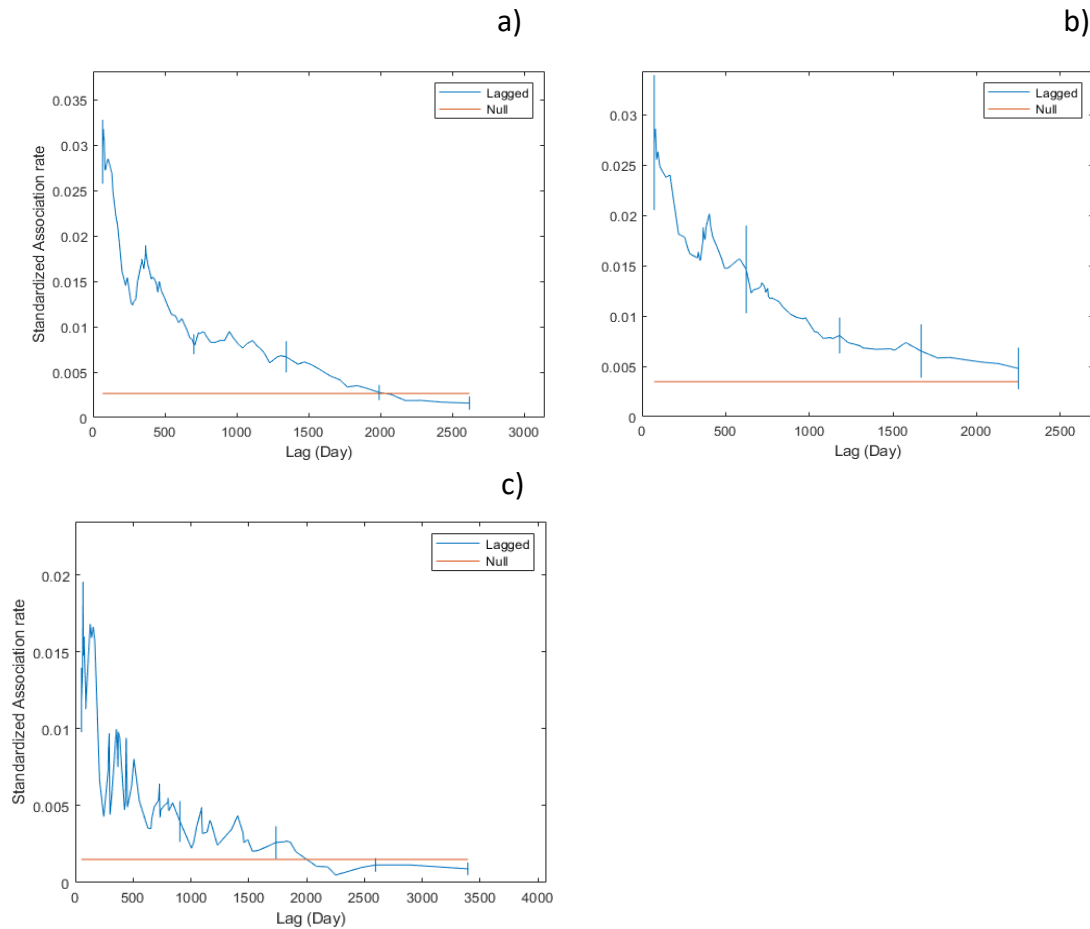 a)
Lagged
Null
0.035
0.03
0.025
0.02
0.015
0.01
0.005
0
Standardized Association rate
0 500 1000 1500 2000 2500 3000
Lag (Day)
b)
Lagged
Null
0.03
0.025
0.02
0.015
0.01
0.005
0
0 500 1000 1500 2000 2500
Lag (Day)
c)
Lagged
Null
0.02
0.015
0.01
0.005
0
Standardized Association rate
0 500 1000 1500 2000 2500 3000 3500 4000
Lag (Day)